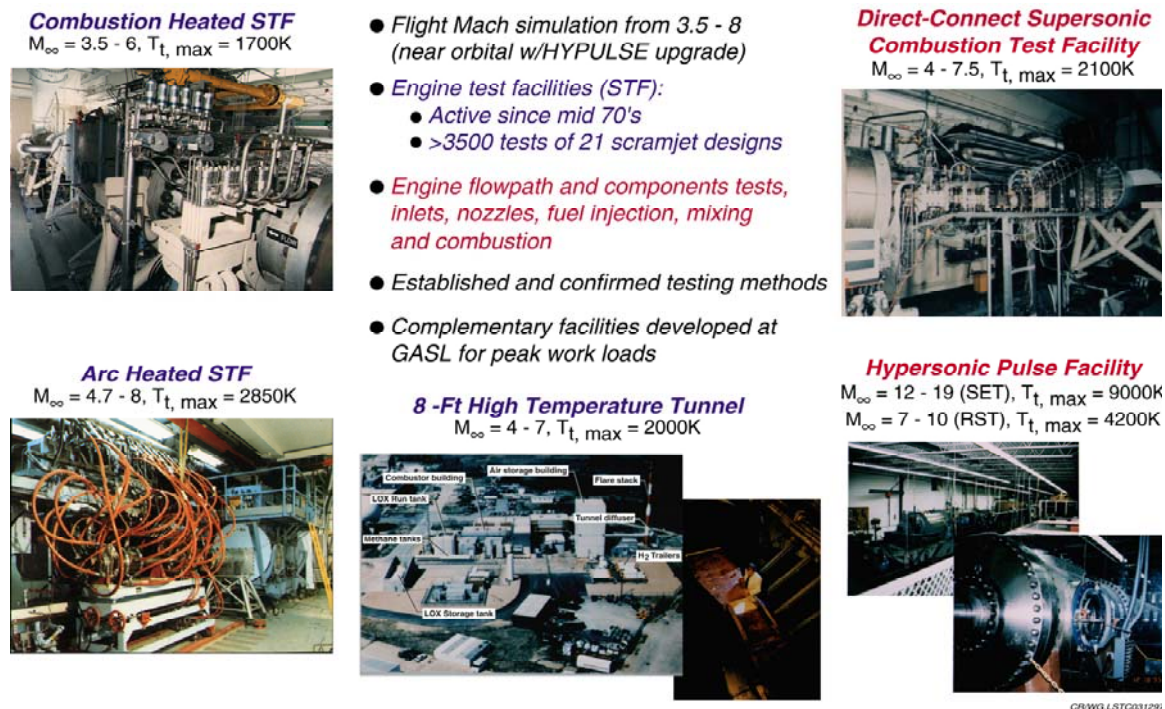 Combustion Heated STF
M∞ = 3.5 - 6, Tt, max = 1700K
FLOW
● Flight Mach simulation from 3.5 - 8
(near orbital w/HYPULSE upgrade)
● Engine test facilities (STF):
● Active since mid 70's
● >3500 tests of 21 scramjet designs
● Engine flowpath and components tests,
inlets, nozzles, fuel injection, mixing
and combustion
● Established and confirmed testing methods
● Complementary facilities developed at
GASL for peak work loads
Direct-Connect Supersonic
Combustion Test Facility
M∞ = 4 - 7.5, Tt, max = 2100K
Arc Heated STF
M∞ = 4.7 - 8, Tt, max = 2850K
8 -Ft High Temperature Tunnel
M∞ = 4 - 7, Tt, max = 2000K
Air storage building
Combustor building
Flare stack
LOX Run tank
Tunnel diffuser
Methane tanks
H2 Trailers
LOX Storage tank
Hypersonic Pulse Facility
M∞ = 12 - 19 (SET), Tt, max = 9000K
M∞ = 7 - 10 (RST), Tt, max = 4200K